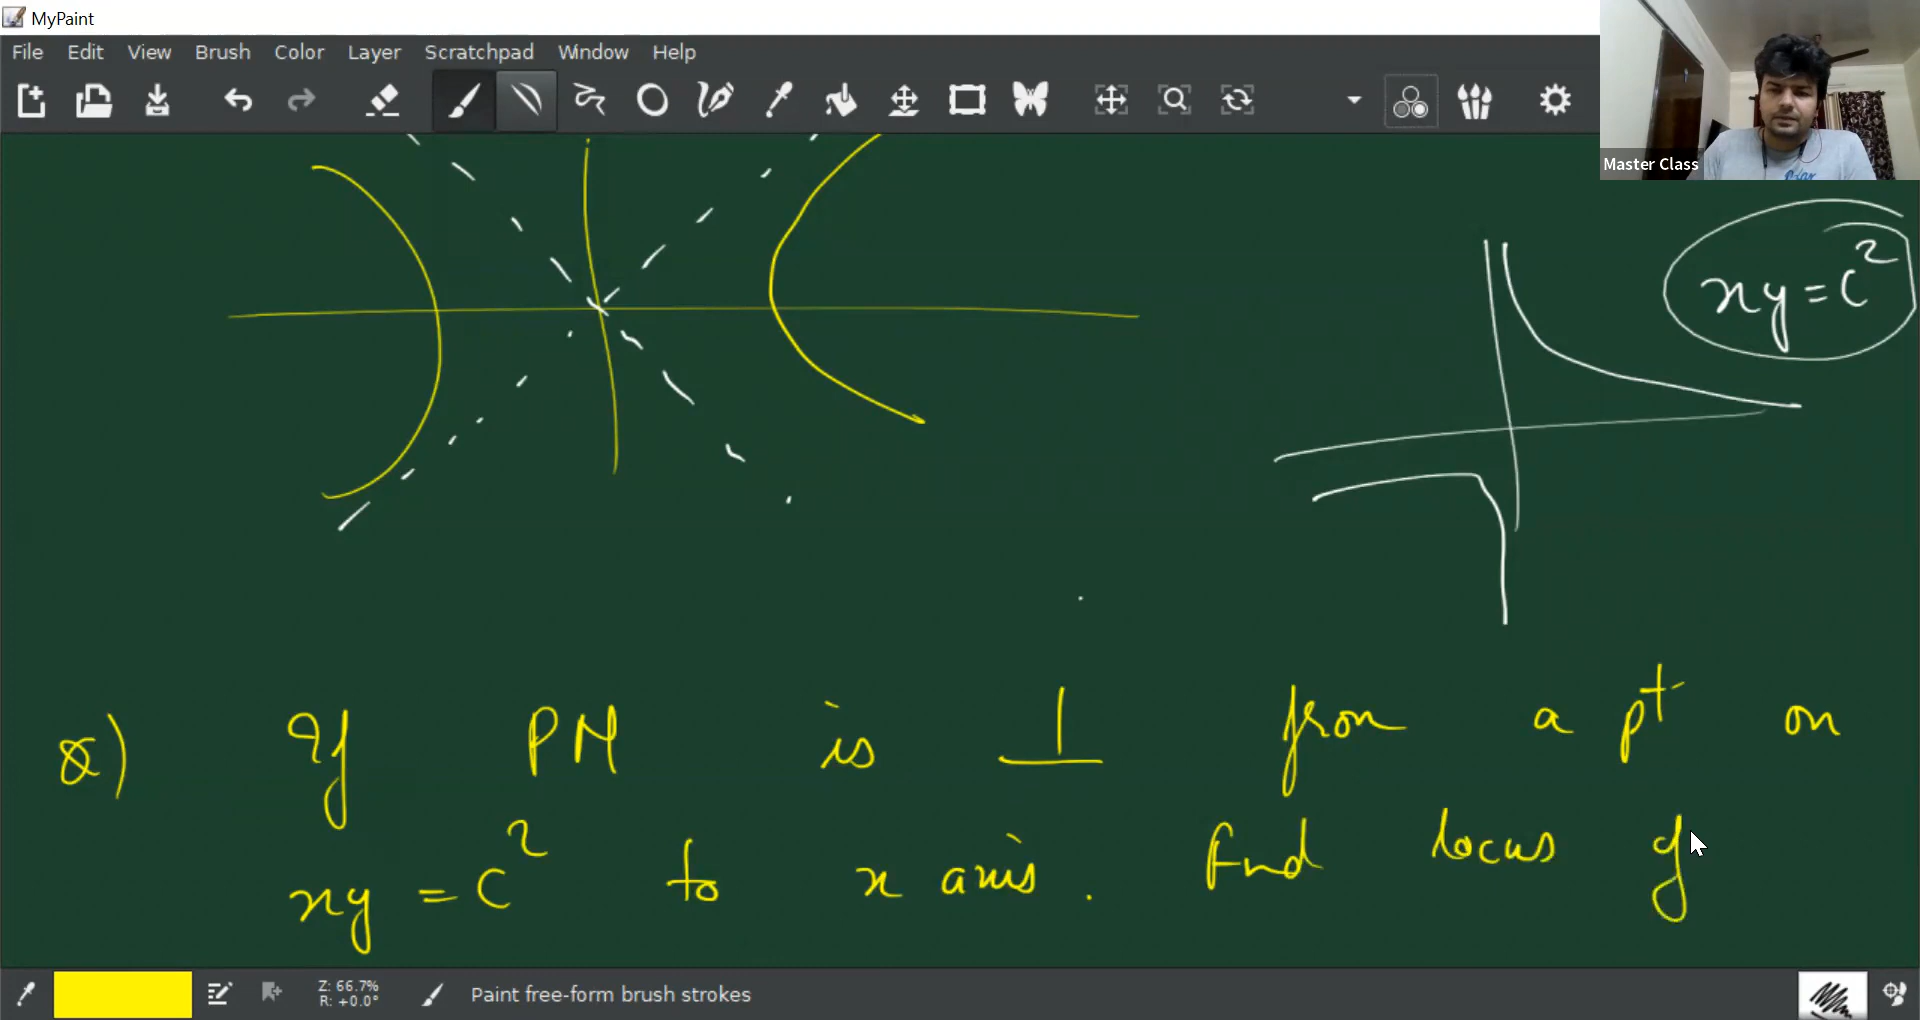 MyPaint
File Edit View Brush Color Layer Scratchpad Window Help
Master Class
xy = c²
Q) If PM is ⊥ from a pt on
xy = c² to x axis. Find locus of
Z: 66.7%
R: +0.0°
Paint free-form brush strokes